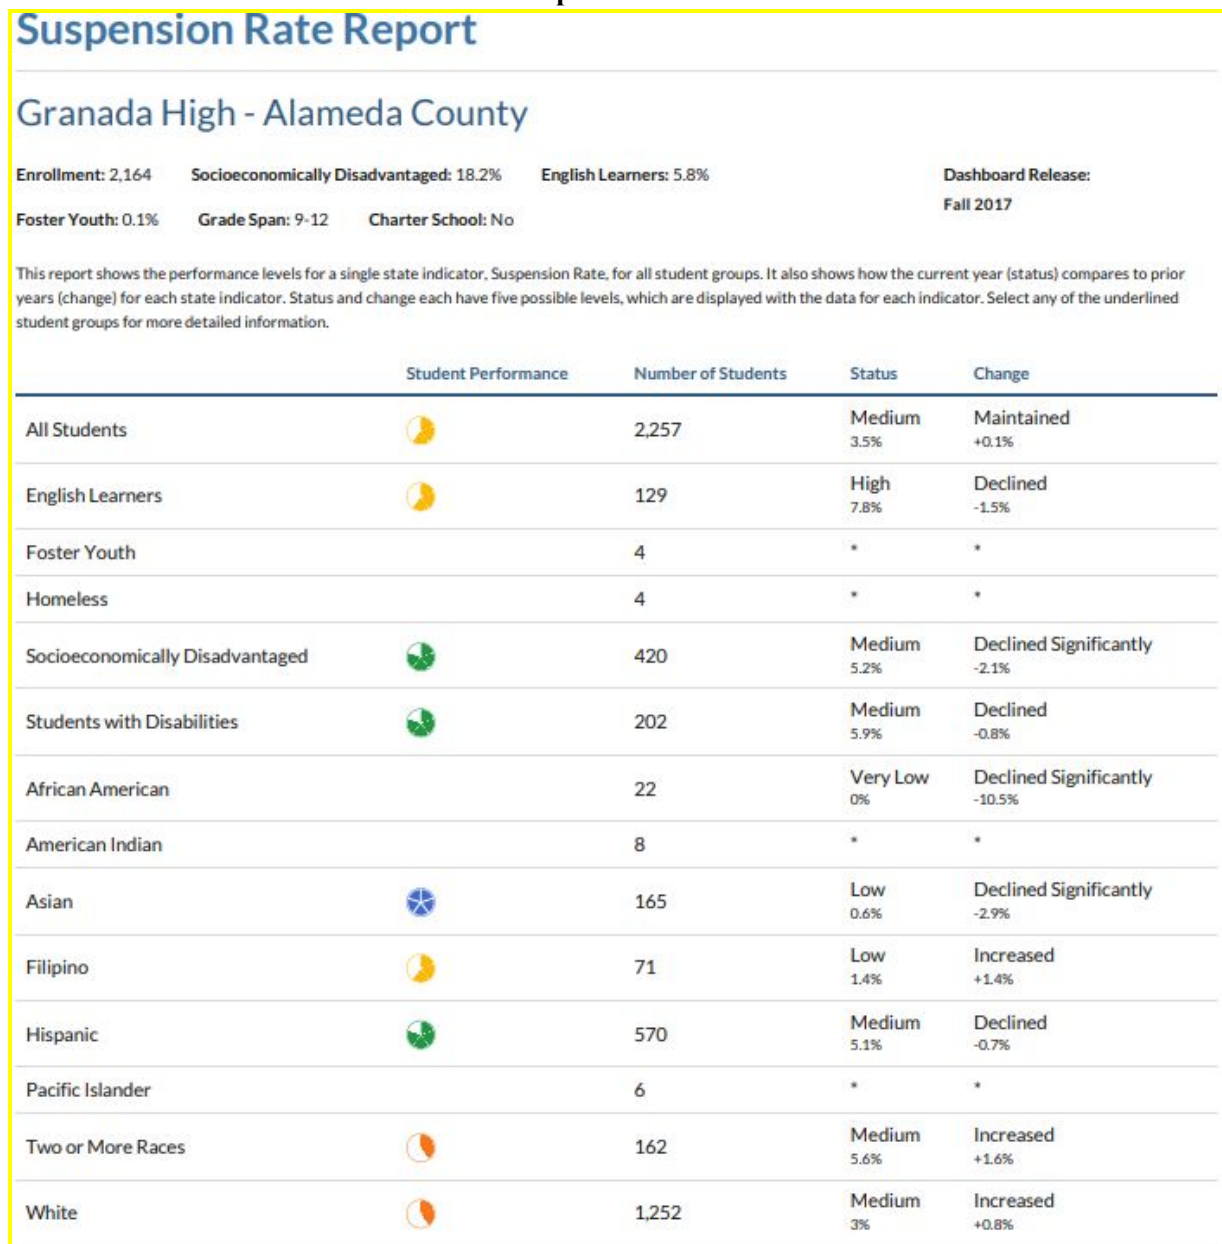 Suspension Rate Report
Granada High - Alameda County
Enrollment: 2,164 Socioeconomically Disadvantaged: 18.2% English Learners: 5.8% Dashboard Release:
Fall 2017
Foster Youth: 0.1% Grade Span: 9-12 Charter School: No
This report shows the performance levels for a single state indicator, Suspension Rate, for all student groups. It also shows how the current year (status) compares to prior
years (change) for each state indicator. Status and change each have five possible levels, which are displayed with the data for each indicator. Select any of the underlined
student groups for more detailed information.
Student Performance Number of Students Status Change
All Students 2,257 Medium Maintained
3.5% +0.1%
English Learners 129 High Declined
7.8% -1.5%
Foster Youth 4 * *
Homeless 4 * *
Socioeconomically Disadvantaged 420 Medium Declined Significantly
5.2% -2.1%
Students with Disabilities 202 Medium Declined
5.9% -0.8%
African American 22 Very Low Declined Significantly
0% -10.5%
American Indian 8 * *
Asian 165 Low Declined Significantly
0.6% -2.9%
Filipino 71 Low Increased
1.4% +1.4%
Hispanic 570 Medium Declined
5.1% -0.7%
Pacific Islander 6 * *
Two or More Races 162 Medium Increased
5.6% +1.6%
White 1,252 Medium Increased
3% +0.8%